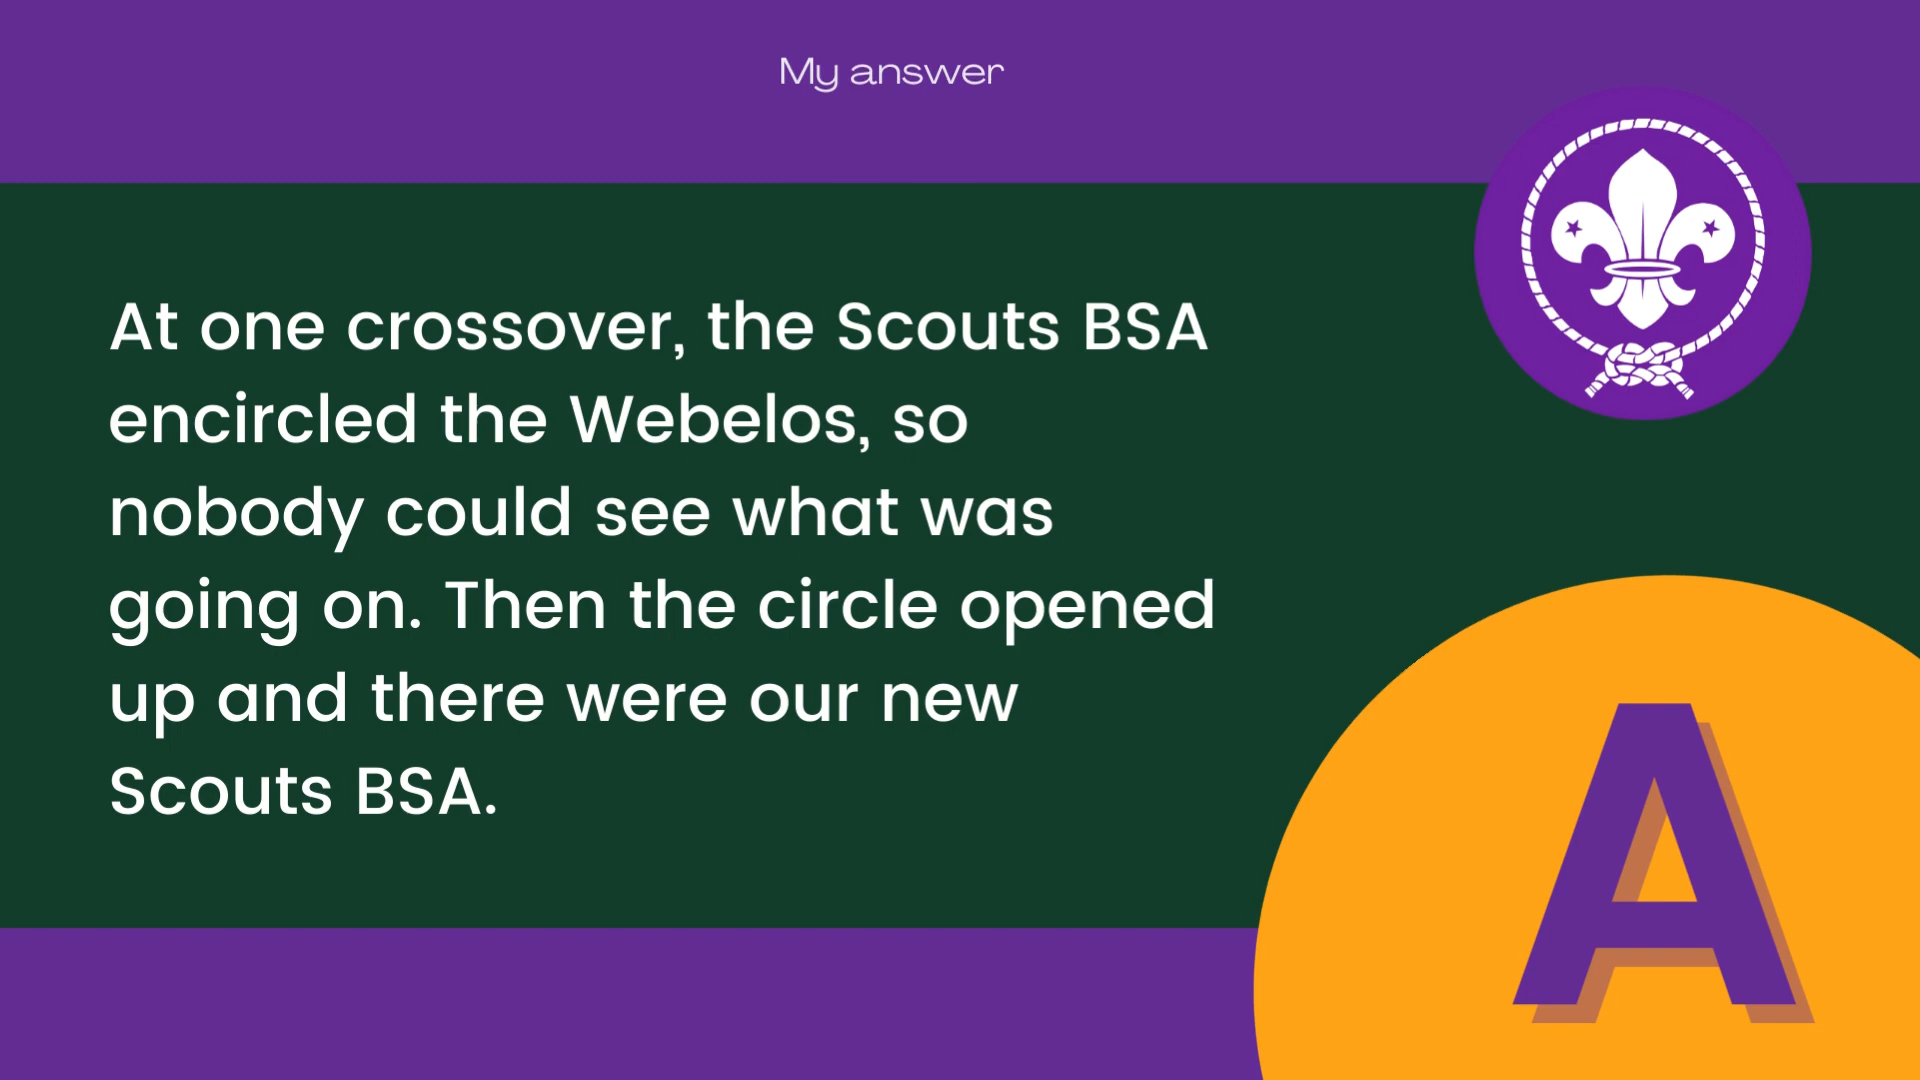 My answer
At one crossover, the Scouts BSA
encircled the Webelos, so
nobody could see what was
going on. Then the circle opened
up and there were our new
Scouts BSA.
A